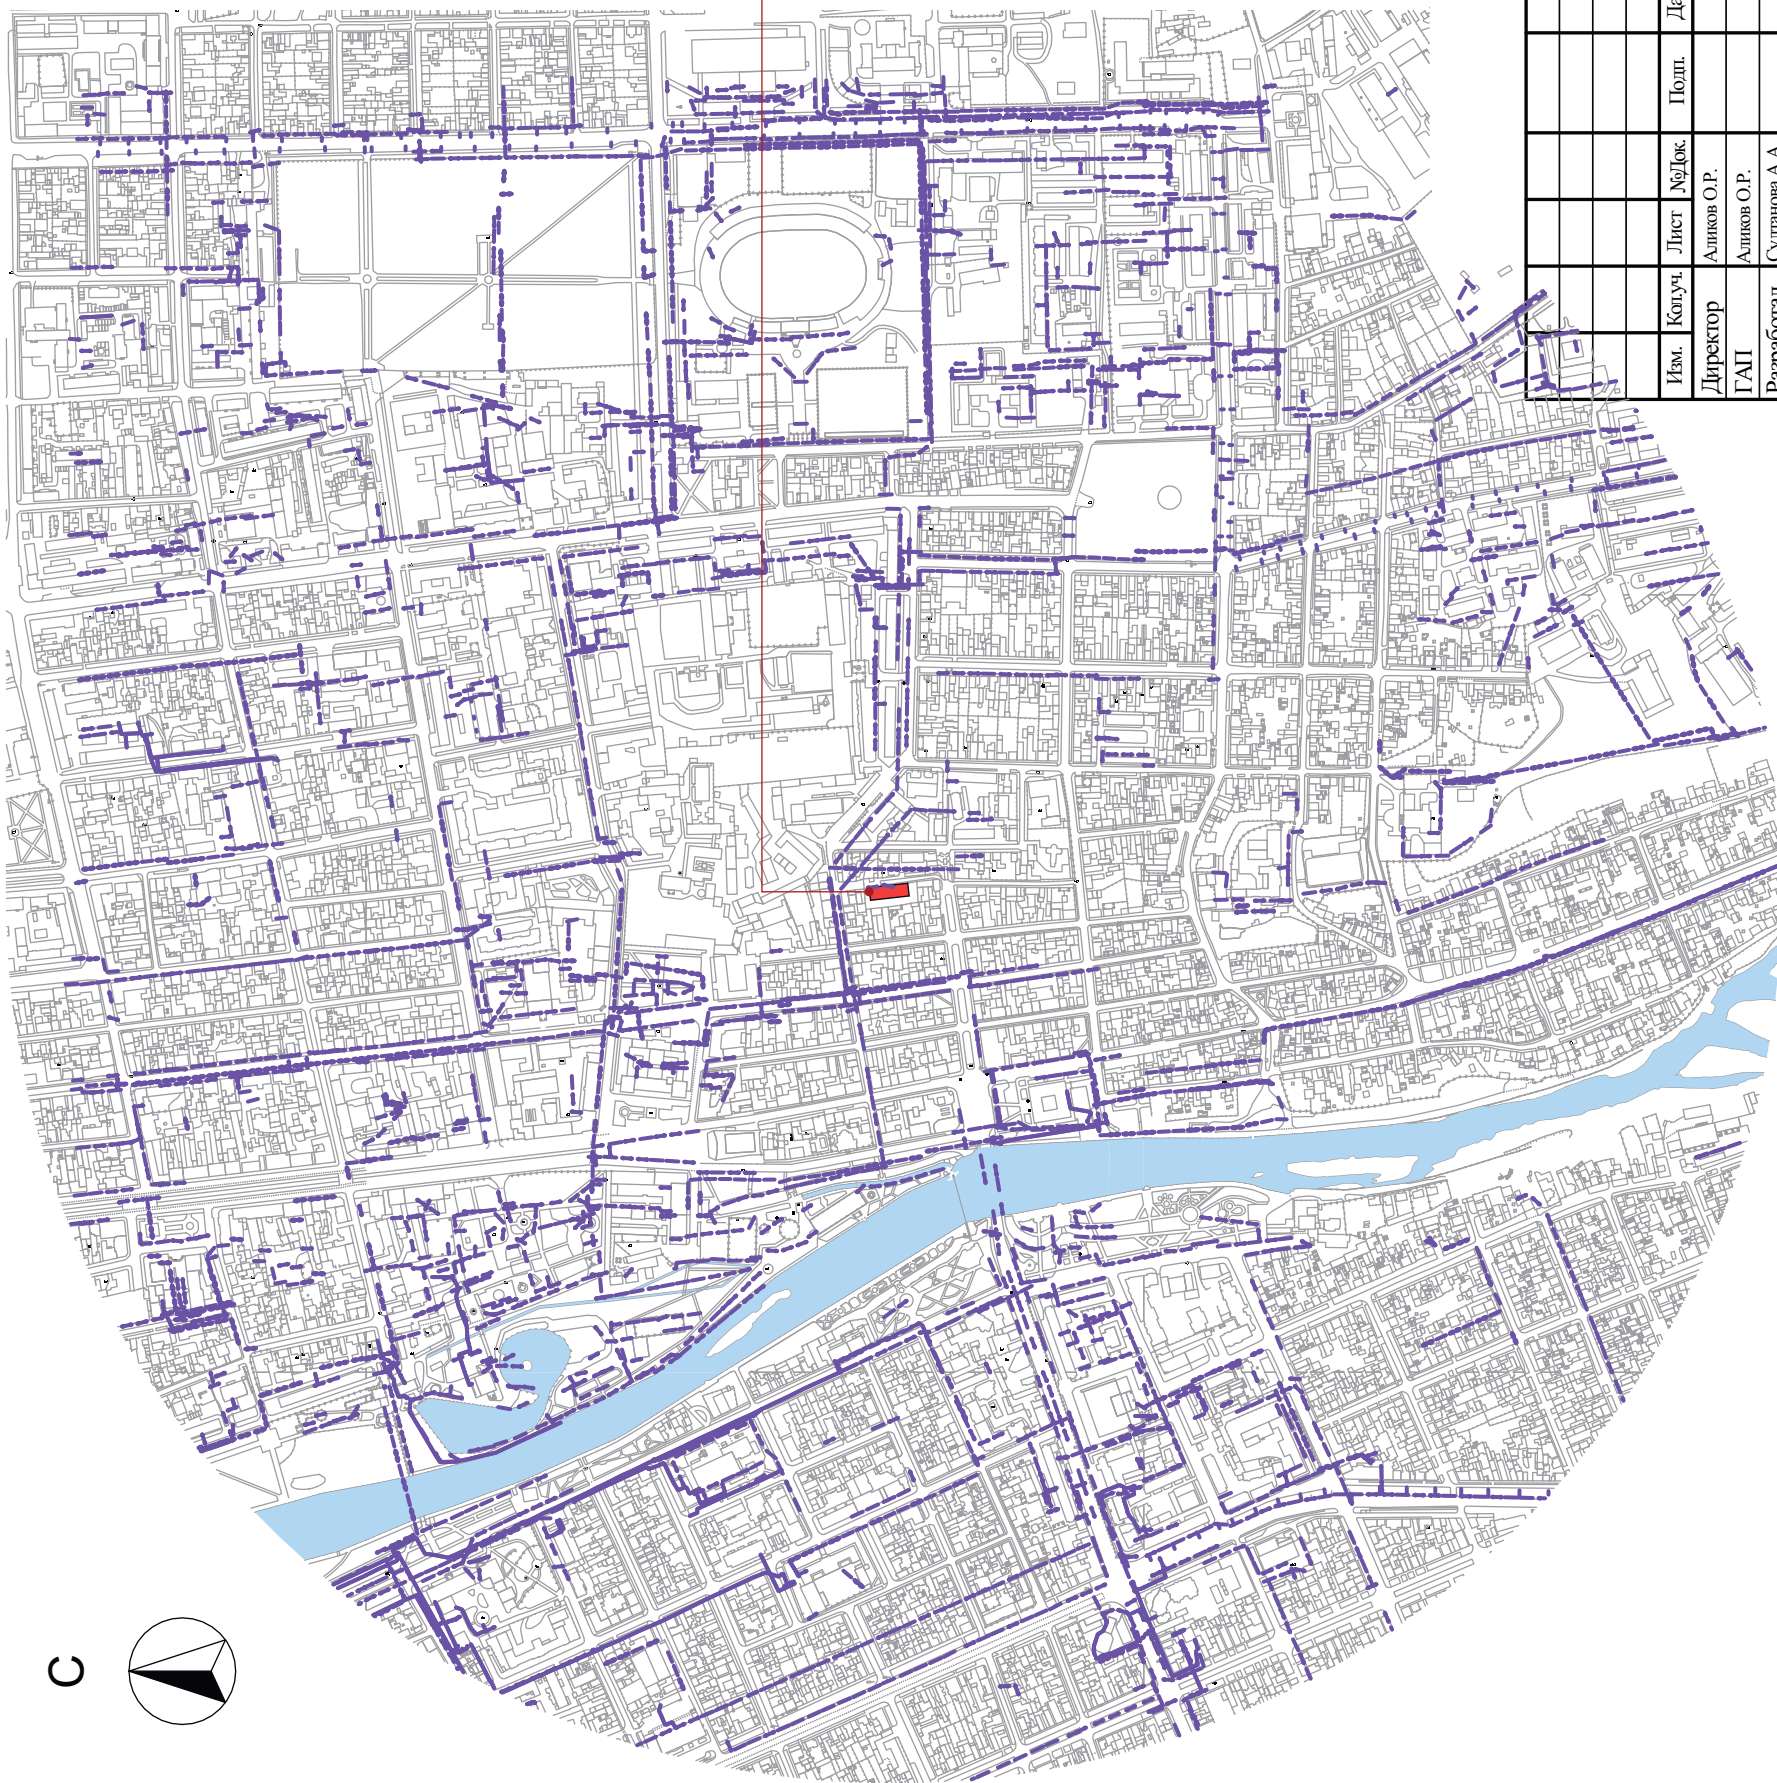 С
Изм. Кол.уч. Лист №Док. Подп.
Директор Аликов О.Р.
ГАП Аликов О.Р.